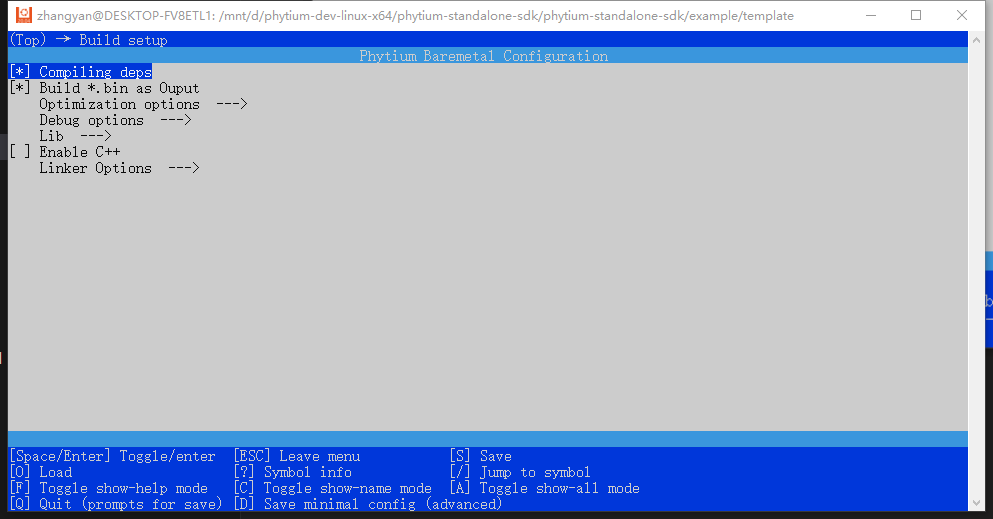 zhangyan@DESKTOP-FV8ETL1: /mnt/d/phytium-dev-linux-x64/phytium-standalone-sdk/phytium-standalone-sdk/example/template
(Top) → Build setup
Phytium Baremetal Configuration
[*] Compiling deps
[*] Build *.bin as Ouput
Optimization options --->
Debug options --->
Lib --->
[ ] Enable C++
Linker Options --->
[Space/Enter] Toggle/enter [ESC] Leave menu [S] Save
[O] Load [?] Symbol info [/] Jump to symbol
[F] Toggle show-help mode [C] Toggle show-name mode [A] Toggle show-all mode
[Q] Quit (prompts for save) [D] Save minimal config (advanced)